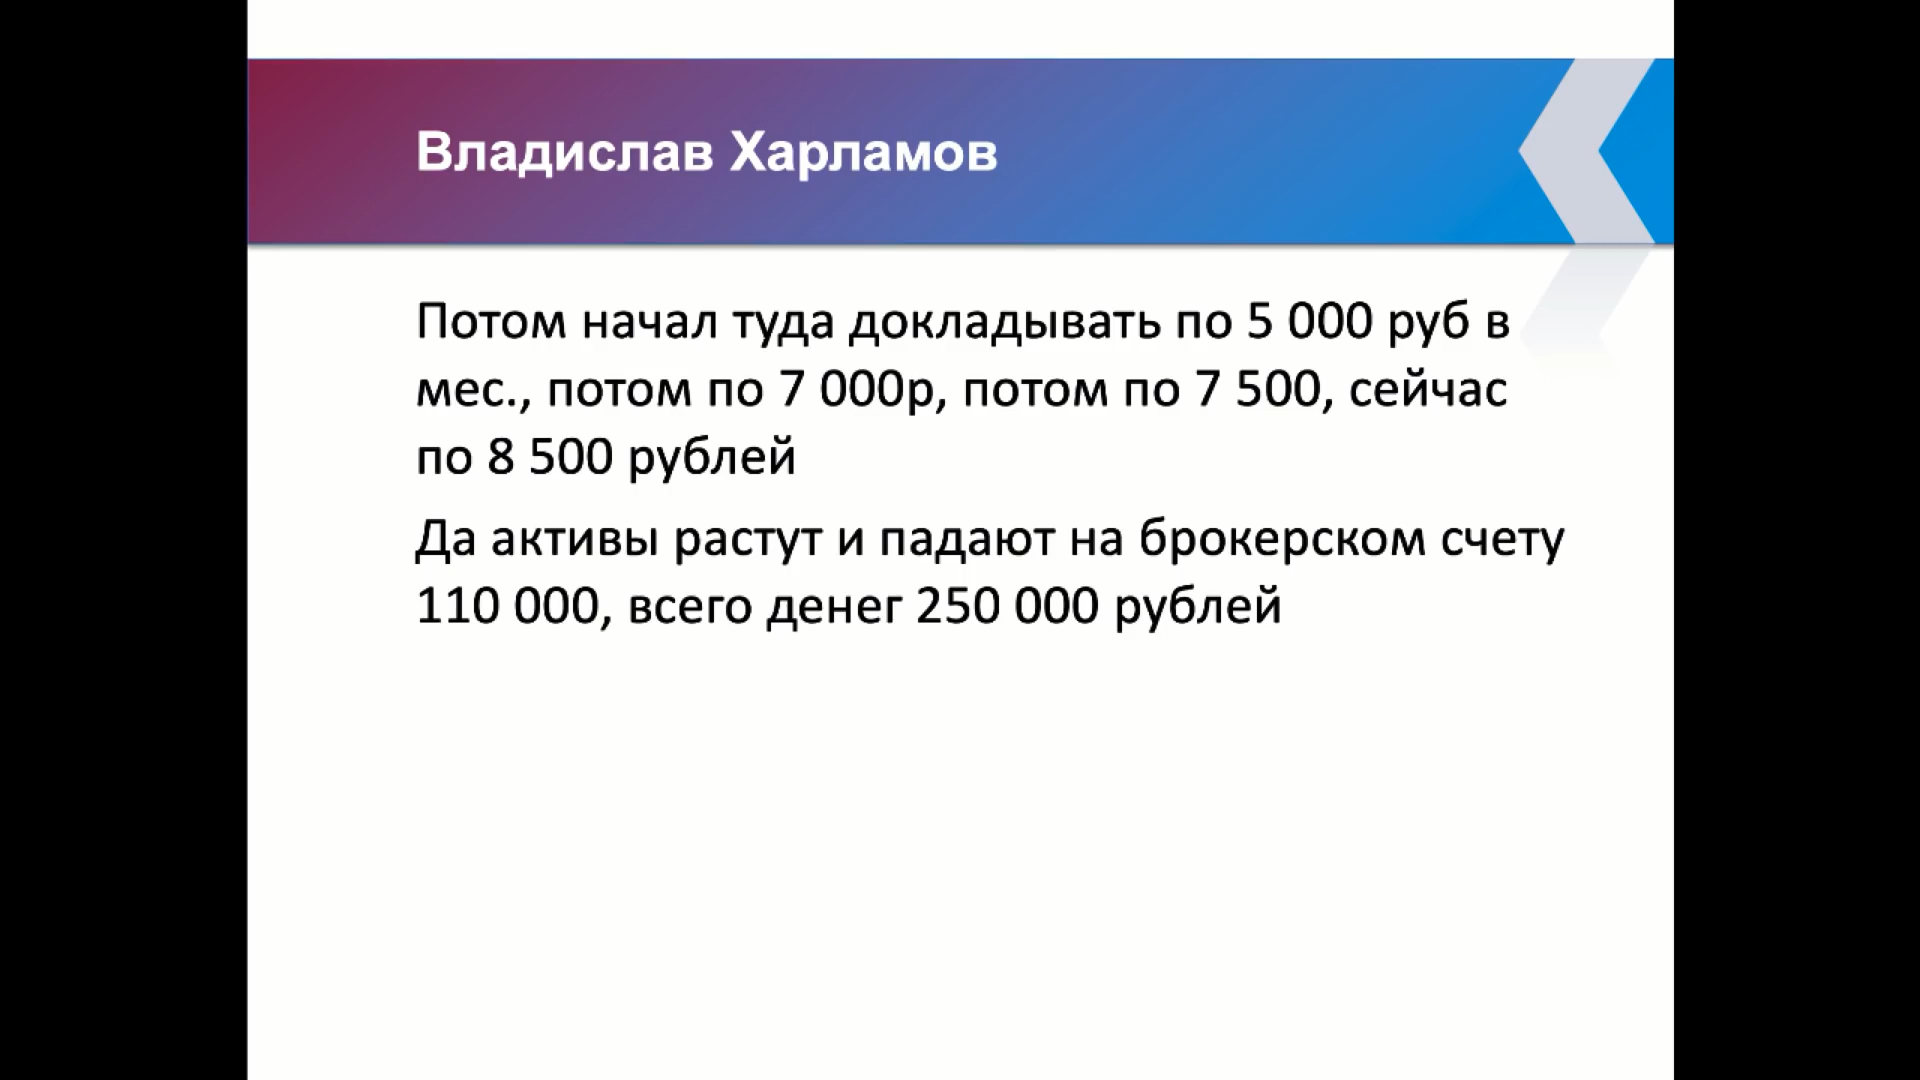 Владислав Харламов
Потом начал туда докладывать по 5 000 руб в
мес., потом по 7 000р, потом по 7 500, сейчас
по 8 500 рублей
Да активы растут и падают на брокерском счету
110 000, всего денег 250 000 рублей